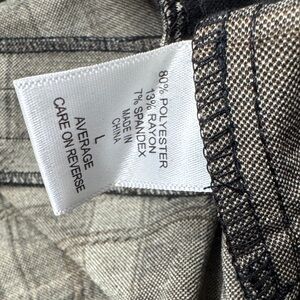 80% POLYESTER
13% RAYON
7% SPANDEX
MADE IN
CHINA
L
AVERAGE
CARE ON REVERSE